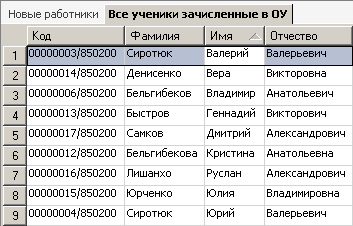 Новые работники Все ученики зачисленные в ОУ
Код Фамилия Имя Отчество
1 00000003/850200 Сиротюк Валерий Валерьевич
2 00000014/850200 Денисенко Вера Викторовна
3 00000006/850200 Бельгибеков Владимир Анатольевич
4 00000013/850200 Быстров Геннадий Викторович
5 00000017/850200 Самков Дмитрий Александрович
6 00000012/850200 Бельгибекова Кристина Анатольевна
7 00000016/850200 Лишанхо Руслан Александрович
8 00000015/850200 Юрченко Юлия Владимировна
9 00000004/850200 Сиротюк Юрий Валерьевич